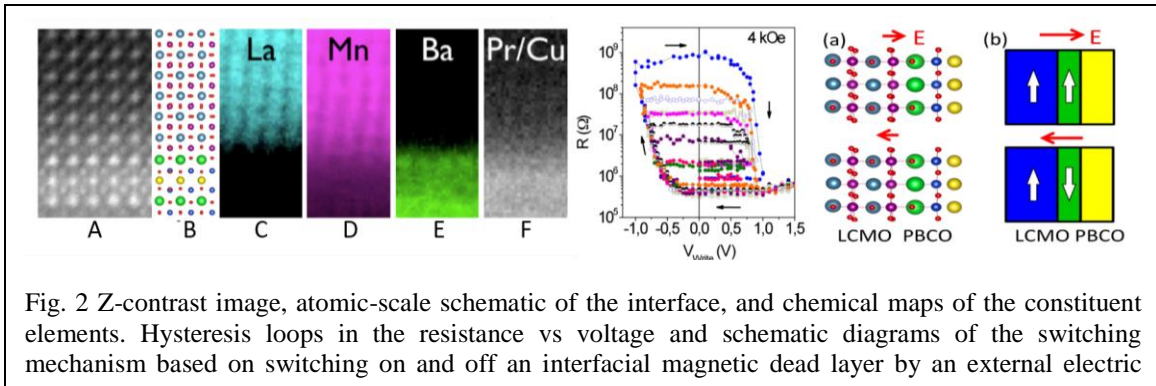 La
Mn
Ba
Pr/Cu
A
B
C
D
E
F
4 kOe
10⁹
10⁸
10⁷
10⁶
10⁵
R (Ω)
-1,0 -0,5 0,0 0,5 1,0 1,5
V_Write (V)
(a)
E
LCMO PBCO
(b)
E
LCMO PBCO
Fig. 2 Z-contrast image, atomic-scale schematic of the interface, and chemical maps of the constituent
elements. Hysteresis loops in the resistance vs voltage and schematic diagrams of the switching
mechanism based on switching on and off an interfacial magnetic dead layer by an external electric